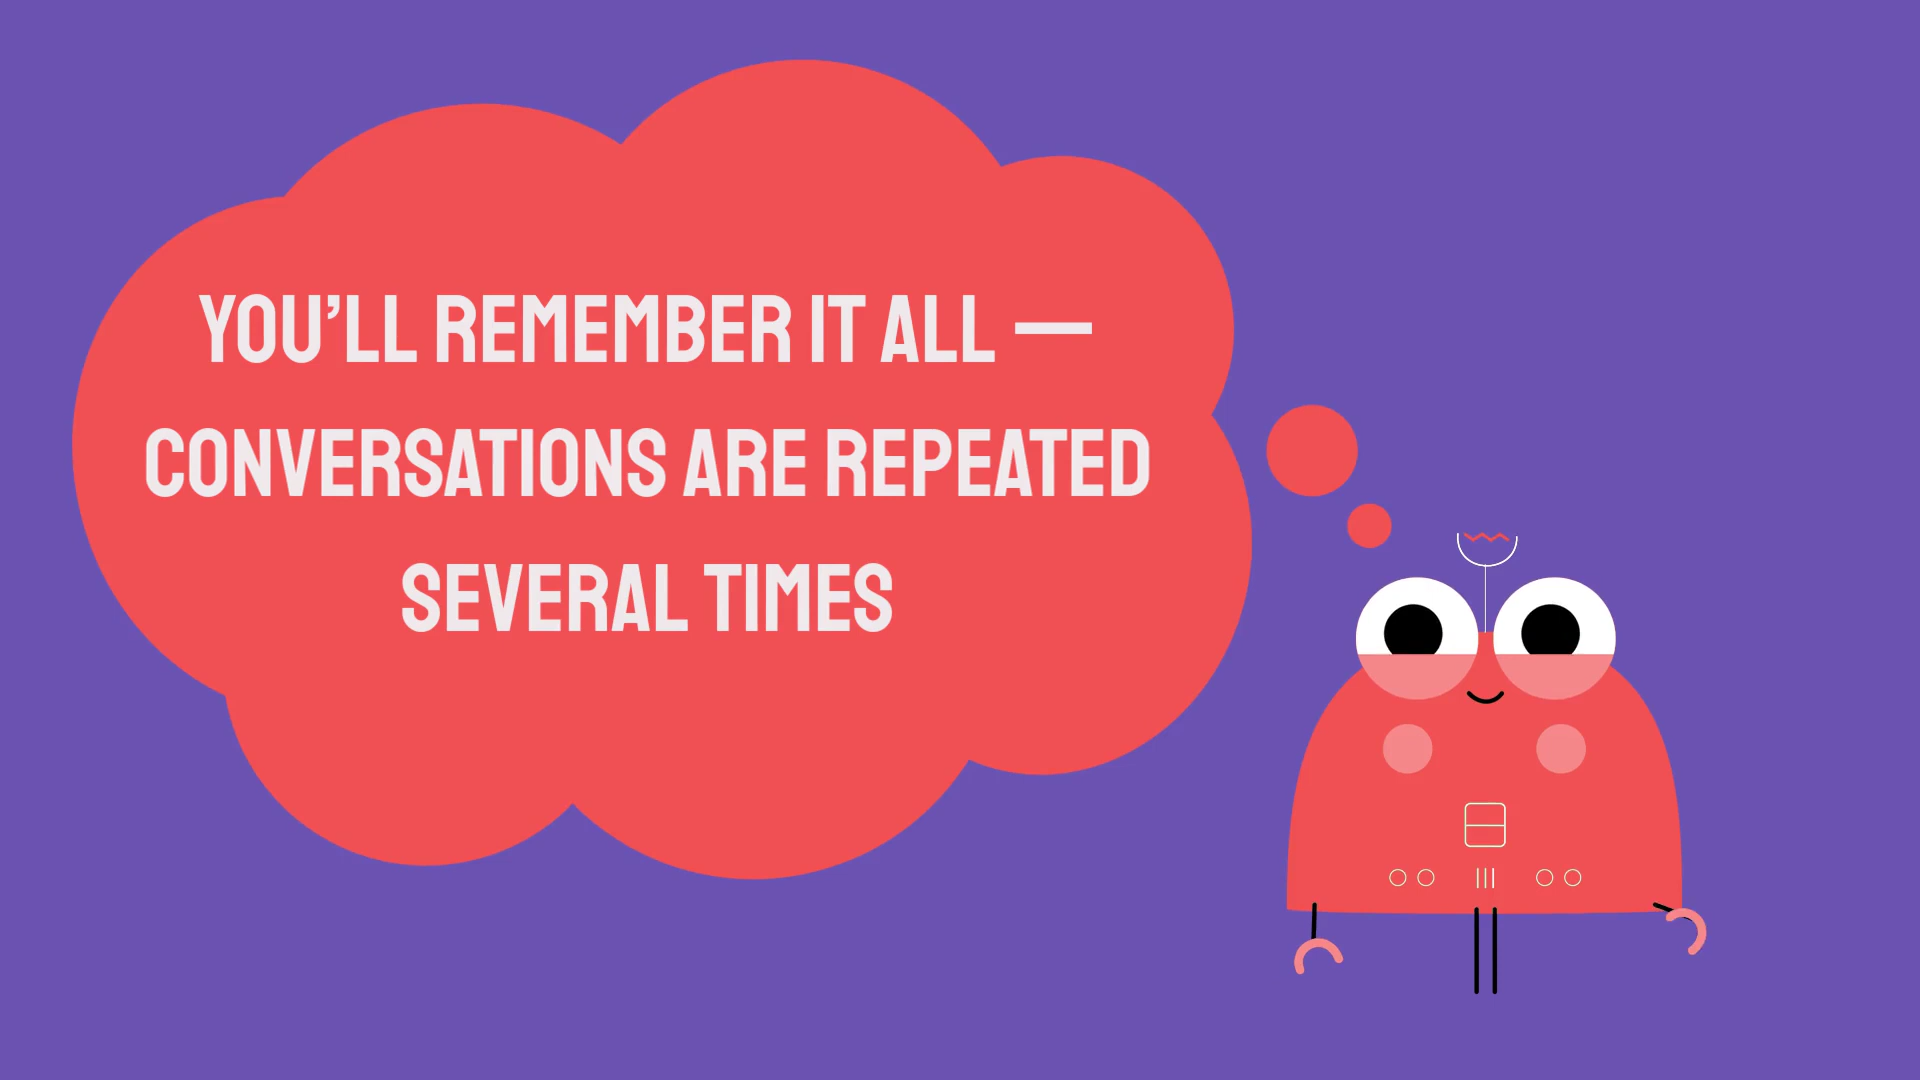 YOU’LL REMEMBER IT ALL —
CONVERSATIONS ARE REPEATED
SEVERAL TIMES